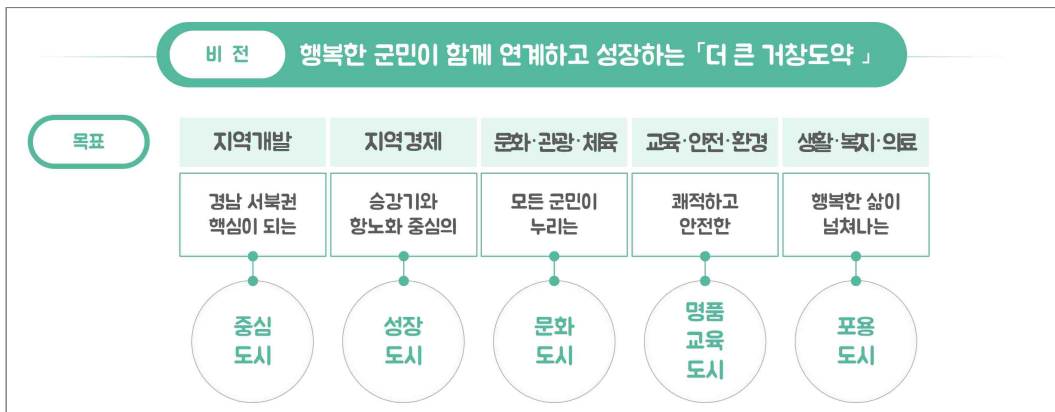 비 전 행복한 군민이 함께 연계하고 성장하는 「더 큰 거창도약 」
목표
지역개발 지역경제 문화·관광·체육 교육·안전·환경 생활·복지·의료
경남 서북권
핵심이 되는
승강기와
항노화 중심의
모든 군민이
누리는
쾌적하고
안전한
행복한 삶이
넘쳐나는
중심
도시
성장
도시
문화
도시
명품
교육
도시
포용
도시